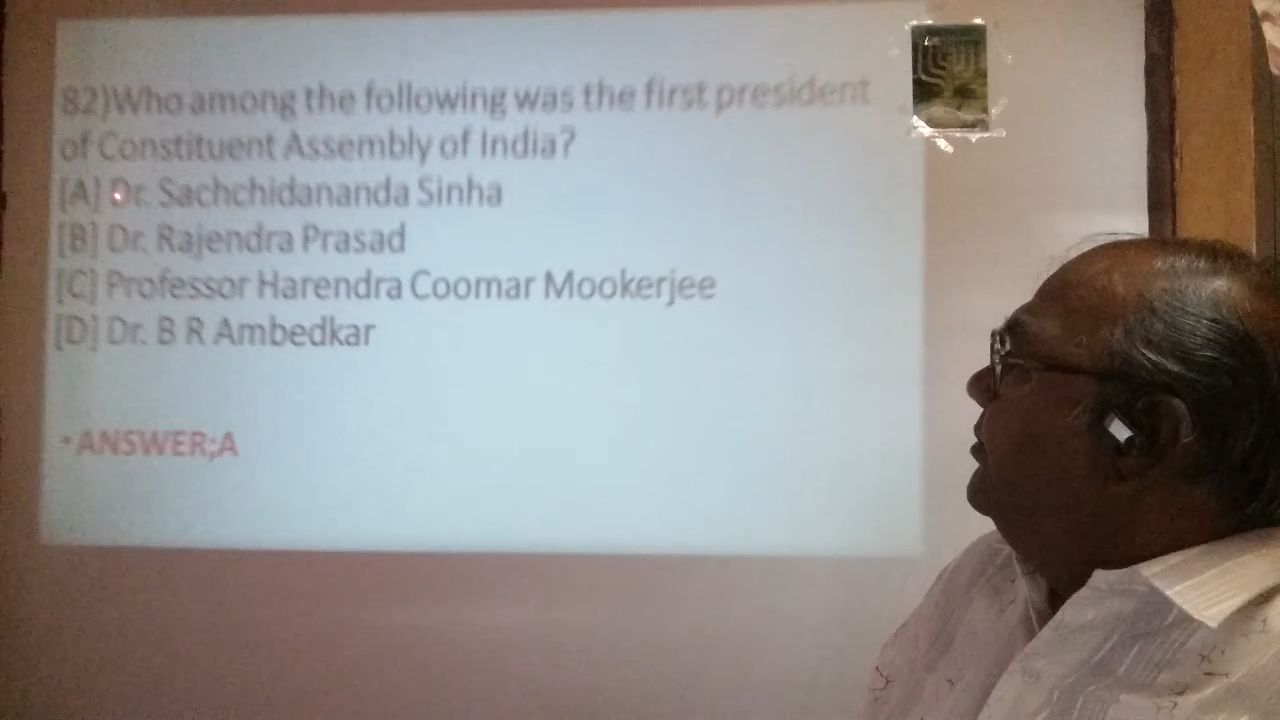 82)Who among the following was the first president
of Constituent Assembly of India?
[A] Dr. Sachchidananda Sinha
[B] Dr. Rajendra Prasad
[C] Professor Harendra Coomar Mookerjee
[D] Dr. B R Ambedkar
•ANSWER;A